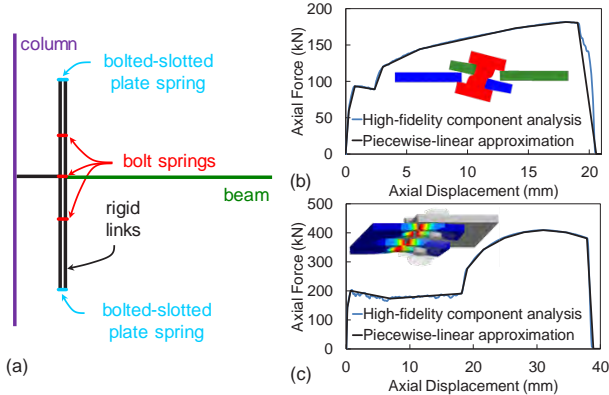 (a)
column
bolted-slotted
plate spring
bolt springs
beam
rigid
links
bolted-slotted
plate spring
(b)
Axial Force (kN)
200
150
100
50
0
High-fidelity component analysis
Piecewise-linear approximation
0 5 10 15 20
Axial Displacement (mm)
(c)
Axial Force (kN)
500
400
300
200
100
0
High-fidelity component analysis
Piecewise-linear approximation
0 10 20 30 40
Axial Displacement (mm)